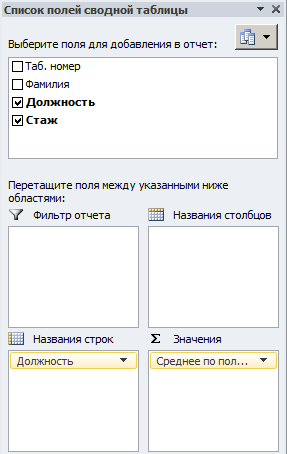 Список полей сводной таблицы
Выберите поля для добавления в отчет:
Таб. номер
Фамилия
Должность
Стаж
Перетащите поля между указанными ниже
областями:
Фильтр отчета
Названия столбцов
Названия строк
Σ Значения
Должность
Среднее по пол...